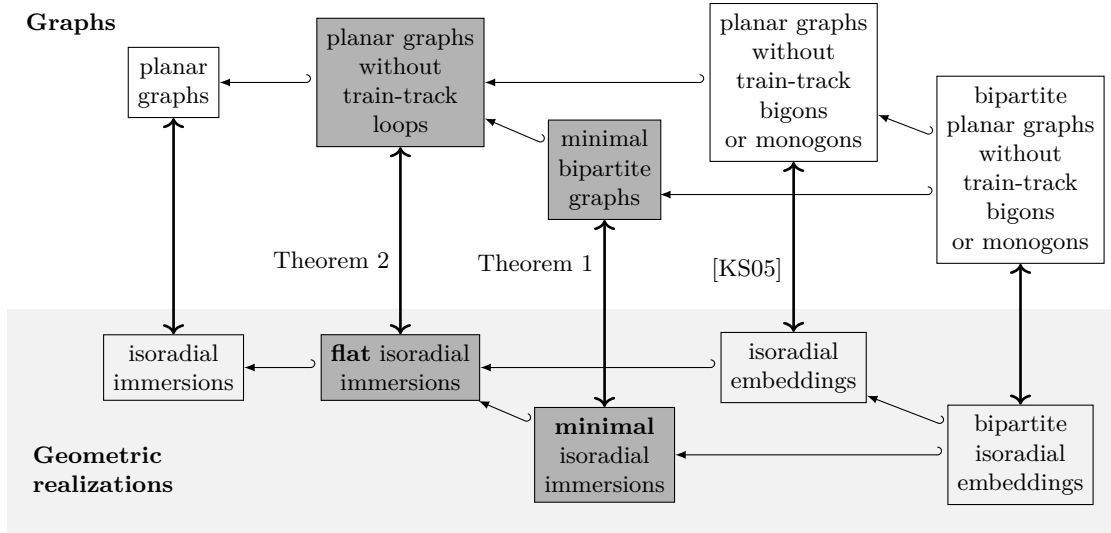 Graphs
planar
graphs
planar graphs
without
train-track
loops
minimal
bipartite
graphs
planar graphs
without
train-track
bigons
or monogons
bipartite
planar graphs
without
train-track
bigons
or monogons
Theorem 2
Theorem 1
[KS05]
isoradial
immersions
flat isoradial
immersions
minimal
isoradial
immersions
isoradial
embeddings
bipartite
isoradial
embeddings
Geometric
realizations